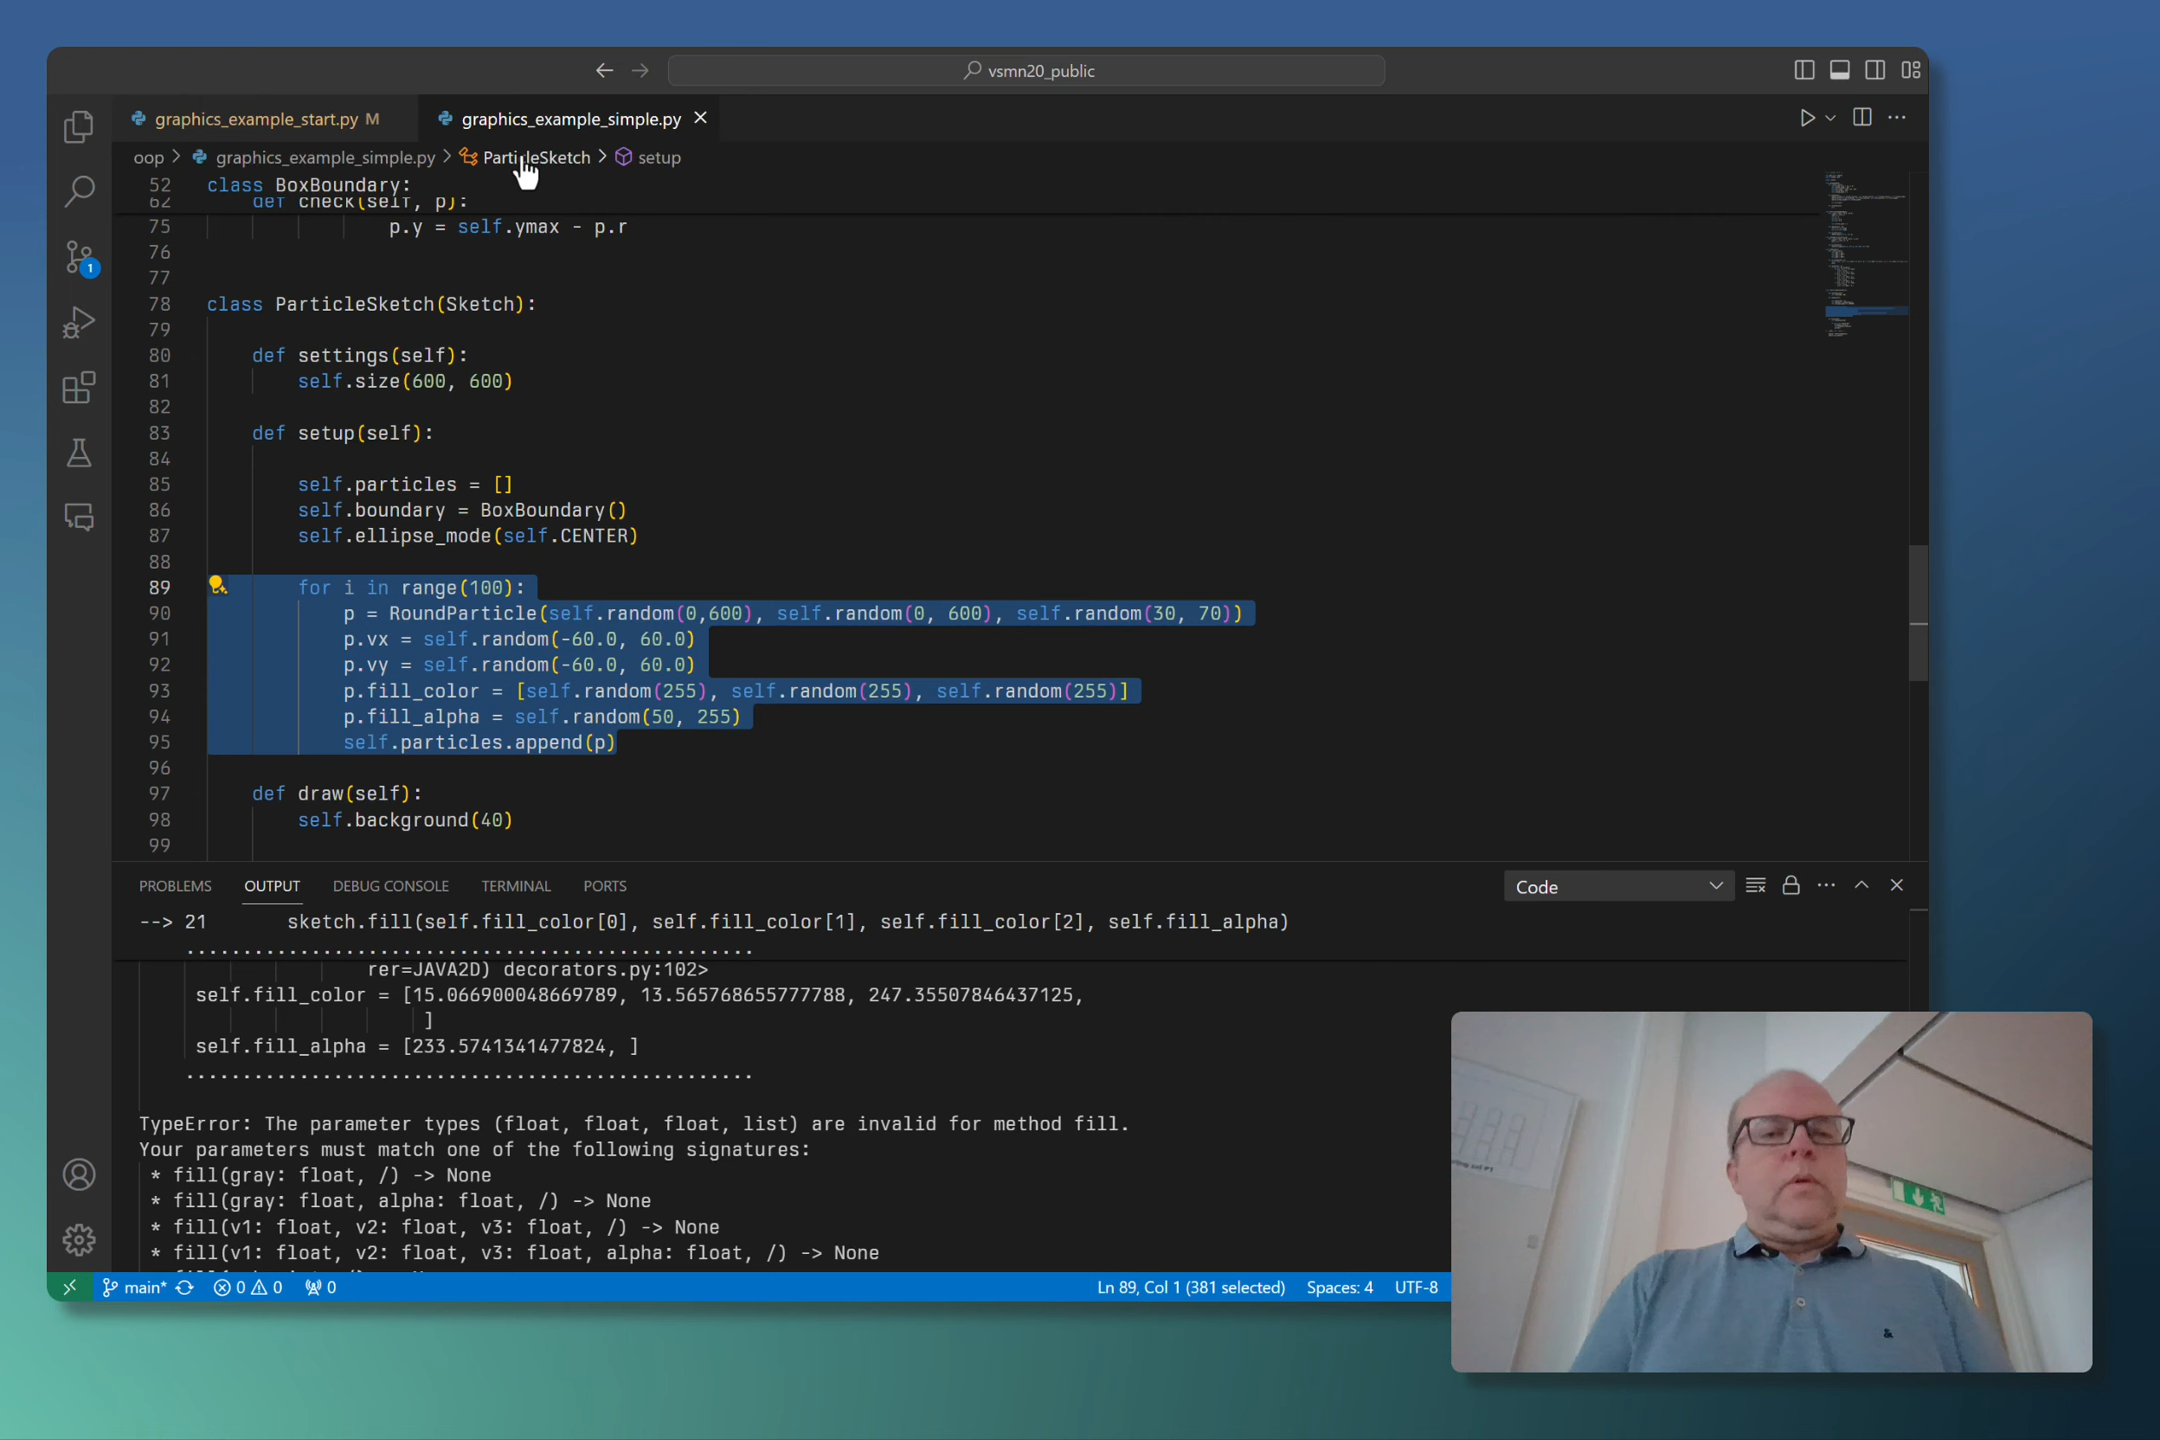 vsmn20_public
graphics_example_start.py M
graphics_example_simple.py
oop > graphics_example_simple.py > ParticleSketch > setup
52 class BoxBoundary:
62 def check(self, p):
75 p.y = self.ymax - p.r
76
77
78 class ParticleSketch(Sketch):
79
80 def settings(self):
81 self.size(600, 600)
82
83 def setup(self):
84
85 self.particles = []
86 self.boundary = BoxBoundary()
87 self.ellipse_mode(self.CENTER)
88
89 for i in range(100):
90 p = RoundParticle(self.random(0,600), self.random(0, 600), self.random(30, 70))
91 p.vx = self.random(-60.0, 60.0)
92 p.vy = self.random(-60.0, 60.0)
93 p.fill_color = [self.random(255), self.random(255), self.random(255)]
94 p.fill_alpha = self.random(50, 255)
95 self.particles.append(p)
96
97 def draw(self):
98 self.background(40)
99
1
PROBLEMS OUTPUT DEBUG CONSOLE TERMINAL PORTS Code
--> 21 sketch.fill(self.fill_color[0], self.fill_color[1], self.fill_color[2], self.fill_alpha)
..................................................
rer=JAVA2D) decorators.py:102>
self.fill_color = [15.066900048669789, 13.565768655777788, 247.35507846437125,
]
self.fill_alpha = [233.5741341477824, ]
..................................................
TypeError: The parameter types (float, float, float, list) are invalid for method fill.
Your parameters must match one of the following signatures:
* fill(gray: float, /) -> None
* fill(gray: float, alpha: float, /) -> None
* fill(v1: float, v2: float, v3: float, /) -> None
* fill(v1: float, v2: float, v3: float, alpha: float, /) -> None
main* 0 0 0 Ln 89, Col 1 (381 selected) Spaces: 4 UTF-8